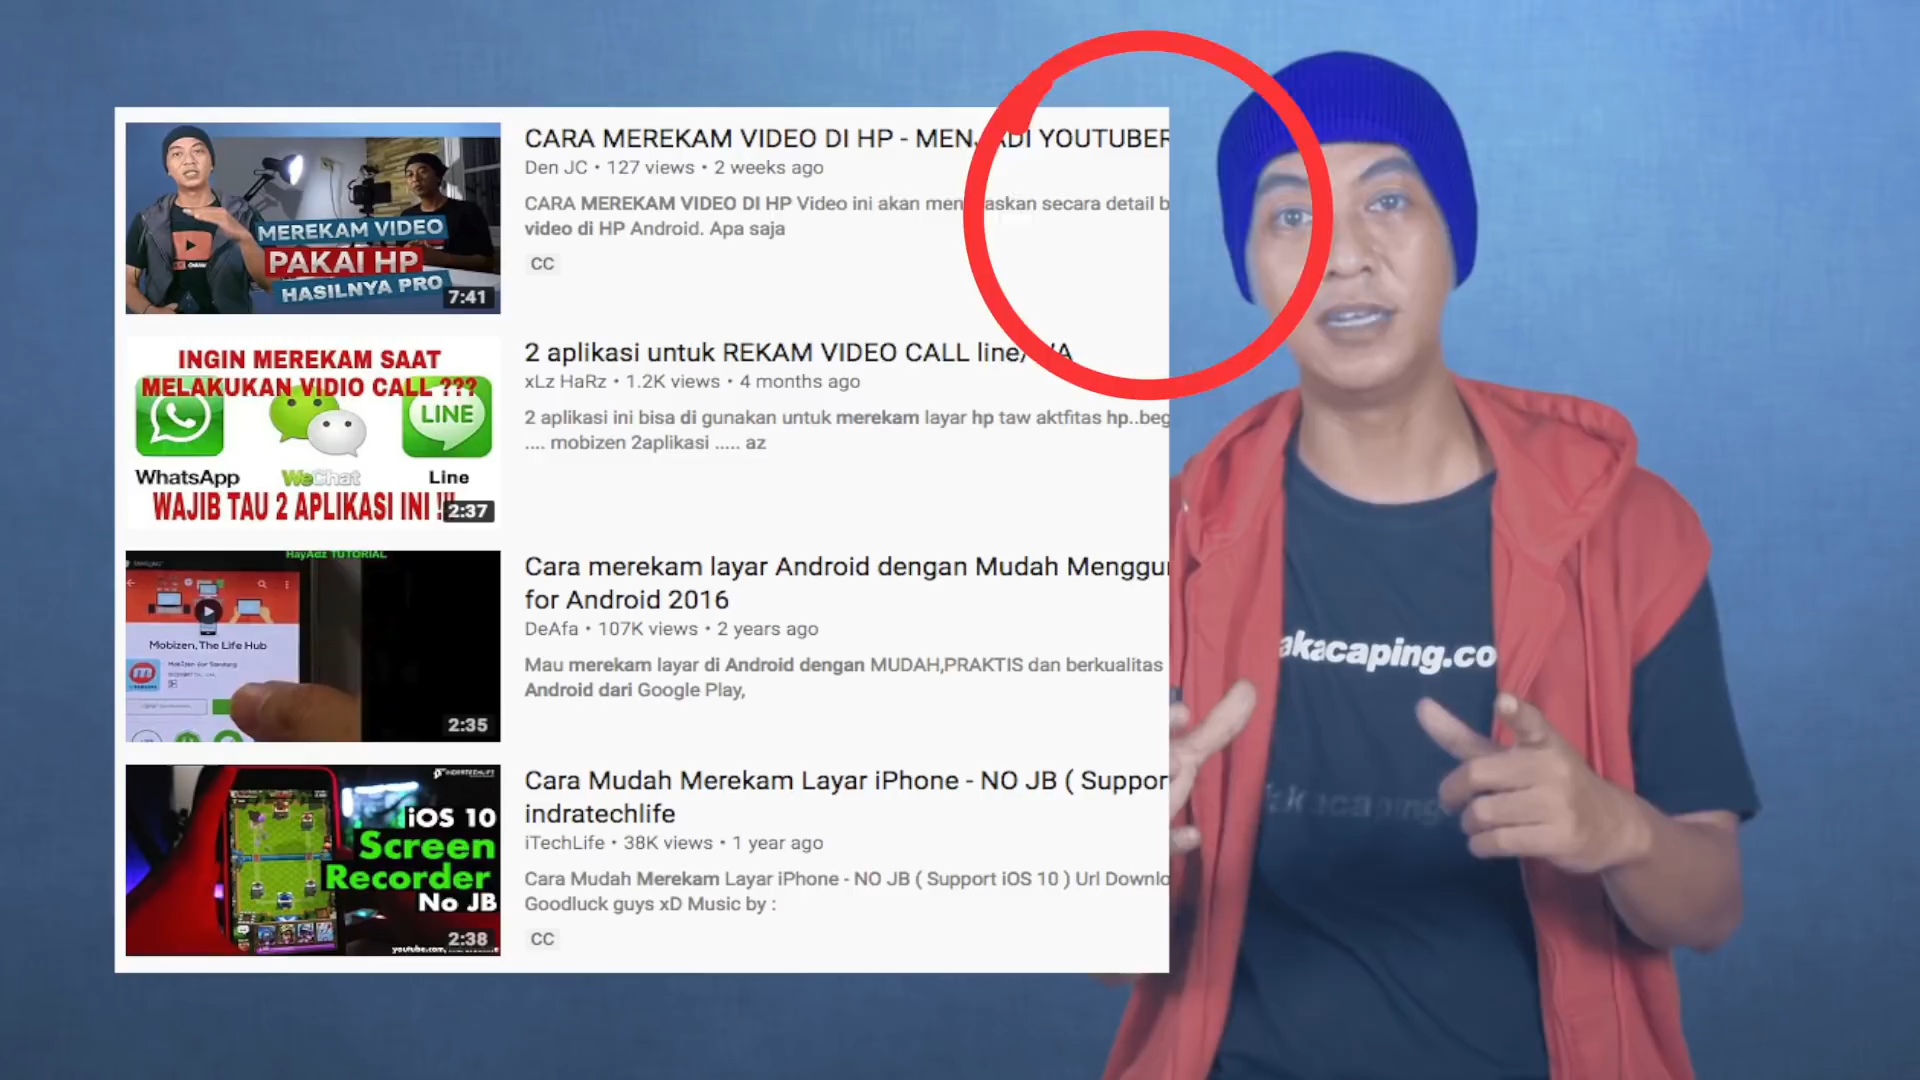 CARA MEREKAM VIDEO DI HP - MENJADI YOUTUBER
Den JC • 127 views • 2 weeks ago
CARA MEREKAM VIDEO DI HP Video ini akan men askan secara detail b
video di HP Android. Apa saja
CC
MEREKAM VIDEO
PAKAI HP
HASILNYA PRO
7:41
INGIN MEREKAM SAAT
MELAKUKAN VIDIO CALL ???
LINE
WhatsApp WeChat Line
WAJIB TAU 2 APLIKASI INI !!!
2:37
2 aplikasi untuk REKAM VIDEO CALL line/ A
xLz HaRz • 1.2K views • 4 months ago
2 aplikasi ini bisa di gunakan untuk merekam layar hp taw aktfitas hp..beg
.... mobizen 2aplikasi ..... az
HayAdz TUTORIAL
Mobizen, The Life Hub
2:35
Cara merekam layar Android dengan Mudah Menggu
for Android 2016
DeAfa • 107K views • 2 years ago
Mau merekam layar di Android dengan MUDAH,PRAKTIS dan berkualitas
Android dari Google Play,
INDRATECHLIFE
iOS 10
Screen
Recorder
No JB
2:38
youtube.com
Cara Mudah Merekam Layar iPhone - NO JB ( Suppor
indratechlife
iTechLife • 38K views • 1 year ago
Cara Mudah Merekam Layar iPhone - NO JB ( Support iOS 10 ) Url Downlo
Goodluck guys xD Music by :
CC
akacaping.co